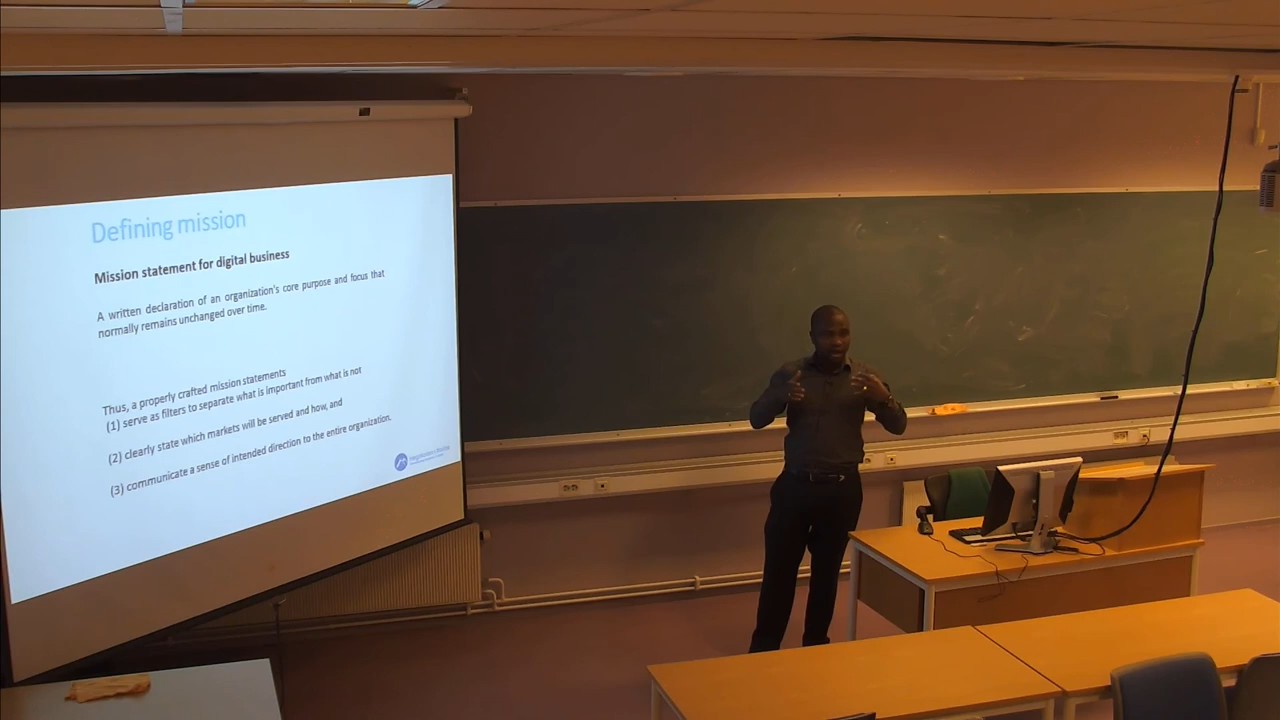 Defining mission
Mission statement for digital business
A written declaration of an organization's core purpose and focus that
normally remains unchanged over time.
Thus, a properly crafted mission statements
(1) serve as filters to separate what is important from what is not
(2) clearly state which markets will be served and how, and
(3) communicate a sense of intended direction to the entire organization.